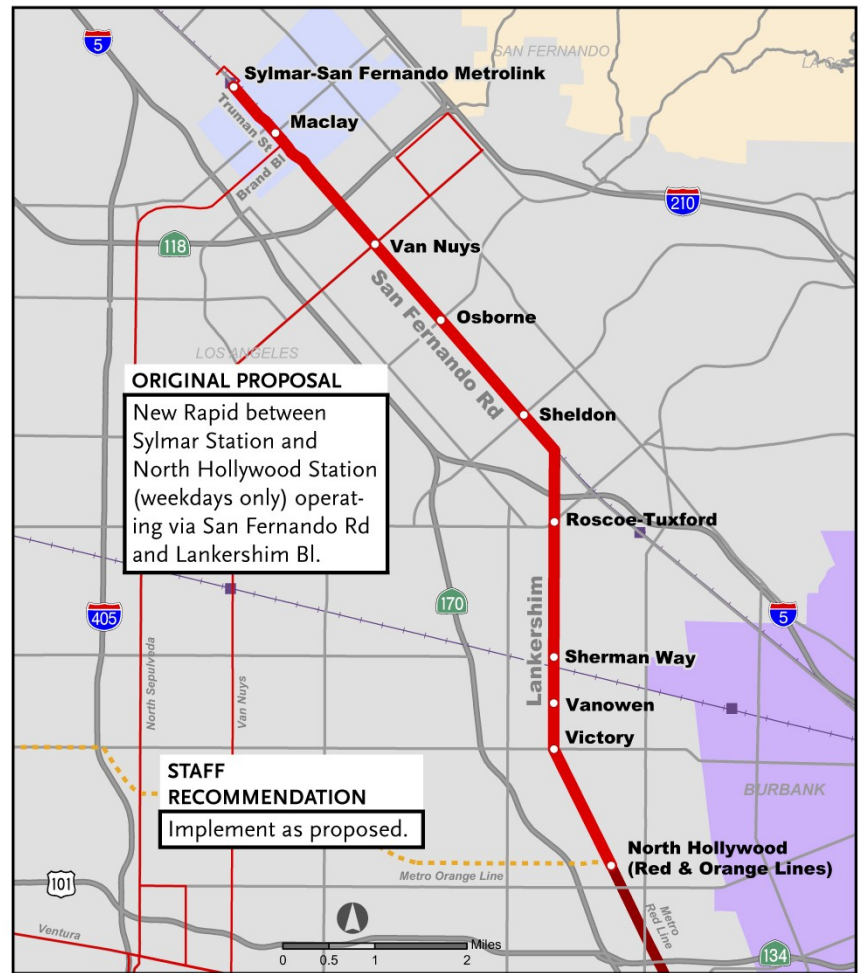 5
SAN FERNANDO
Sylmar-San Fernando Metrolink
Truman St
Maclay
Brand Bl
210
118
Van Nuys
San Fernando Rd
Osborne
LOS ANGELES
ORIGINAL PROPOSAL
New Rapid between
Sylmar Station and
North Hollywood Station
(weekdays only) operat-
ing via San Fernando Rd
and Lankershim Bl.
Sheldon
Roscoe-Tuxford
405
170
5
Lankershim
Sherman Way
North Sepulveda
Van Nuys
Vanowen
Victory
STAFF
RECOMMENDATION
Implement as proposed.
BURBANK
North Hollywood
(Red & Orange Lines)
Metro Orange Line
101
Metro
Red Line
Ventura
Miles
0 0.5 1 2
134